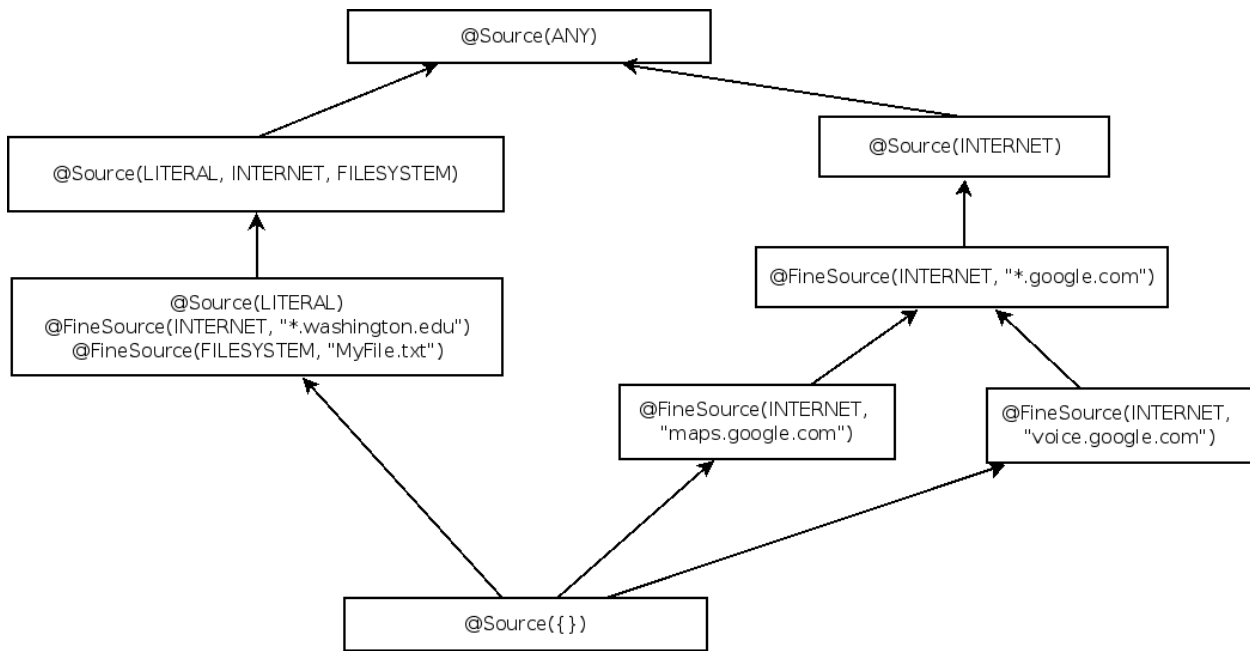 @Source(ANY)
@Source(LITERAL, INTERNET, FILESYSTEM)
@Source(INTERNET)
@Source(LITERAL)
@FineSource(INTERNET, "*.washington.edu")
@FineSource(FILESYSTEM, "MyFile.txt")
@FineSource(INTERNET, "*.google.com")
@FineSource(INTERNET,
"maps.google.com")
@FineSource(INTERNET,
"voice.google.com")
@Source({})